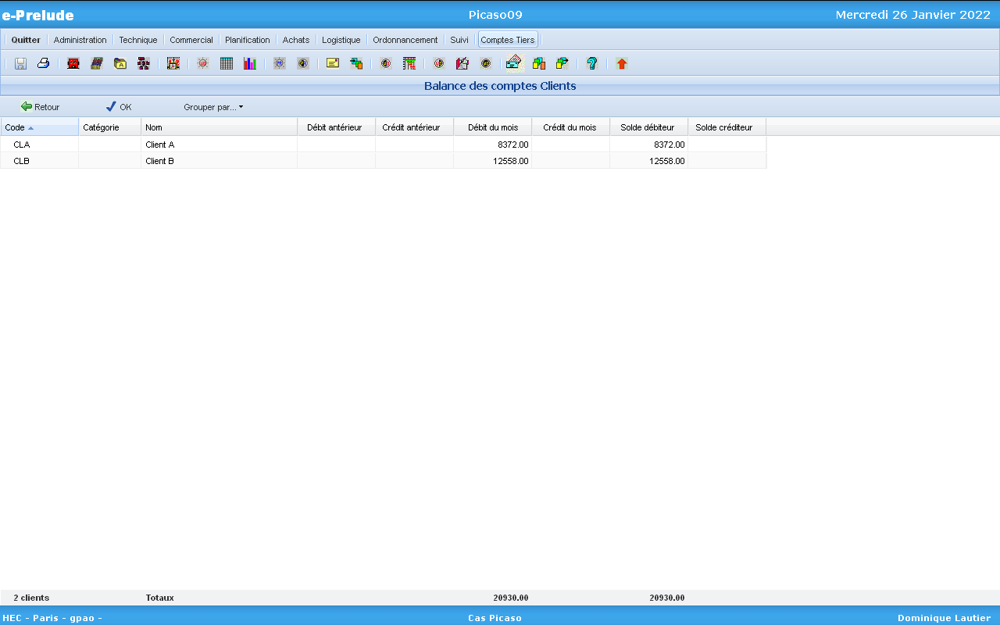 e-Prelude Picaso09 Mercredi 26 Janvier 2022
Quitter Administration Technique Commercial Planification Achats Logistique Ordonnancement Suivi Comptes Tiers
Balance des comptes Clients
Retour OK Grouper par...
Code Catégorie Nom Débit antérieur Crédit antérieur Débit du mois Crédit du mois Solde débiteur Solde créditeur
CLA Client A 8372.00 8372.00
CLB Client B 12558.00 12558.00
2 clients Totaux 20930.00 20930.00
HEC - Paris - gpao - Cas Picaso Dominique Lautier